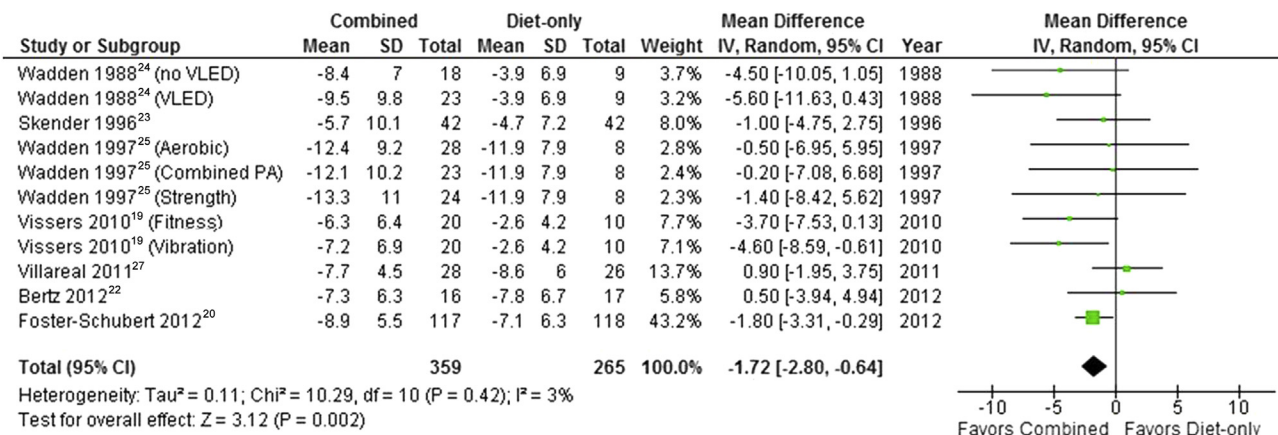 Combined Diet-only Mean Difference Mean Difference
Study or Subgroup Mean SD Total Mean SD Total Weight IV, Random, 95% CI Year IV, Random, 95% CI
Wadden 1988²⁴ (no VLED) -8.4 7 18 -3.9 6.9 9 3.7% -4.50 [-10.05, 1.05] 1988
Wadden 1988²⁴ (VLED) -9.5 9.8 23 -3.9 6.9 9 3.2% -5.60 [-11.63, 0.43] 1988
Skender 1996²³ -5.7 10.1 42 -4.7 7.2 42 8.0% -1.00 [-4.75, 2.75] 1996
Wadden 1997²⁵ (Aerobic) -12.4 9.2 28 -11.9 7.9 8 2.8% -0.50 [-6.95, 5.95] 1997
Wadden 1997²⁵ (Combined PA) -12.1 10.2 23 -11.9 7.9 8 2.4% -0.20 [-7.08, 6.68] 1997
Wadden 1997²⁵ (Strength) -13.3 11 24 -11.9 7.9 8 2.3% -1.40 [-8.42, 5.62] 1997
Vissers 2010¹⁹ (Fitness) -6.3 6.4 20 -2.6 4.2 10 7.7% -3.70 [-7.53, 0.13] 2010
Vissers 2010¹⁹ (Vibration) -7.2 6.9 20 -2.6 4.2 10 7.1% -4.60 [-8.59, -0.61] 2010
Villareal 2011²⁷ -7.7 4.5 28 -8.6 6 26 13.7% 0.90 [-1.95, 3.75] 2011
Bertz 2012²² -7.3 6.3 16 -7.8 6.7 17 5.8% 0.50 [-3.94, 4.94] 2012
Foster-Schubert 2012²⁰ -8.9 5.5 117 -7.1 6.3 118 43.2% -1.80 [-3.31, -0.29] 2012
Total (95% CI) 359 265 100.0% -1.72 [-2.80, -0.64]
Heterogeneity: Tau² = 0.11; Chi² = 10.29, df = 10 (P = 0.42); I² = 3%
Test for overall effect: Z = 3.12 (P = 0.002)
-10 -5 0 5 10
Favors Combined Favors Diet-only